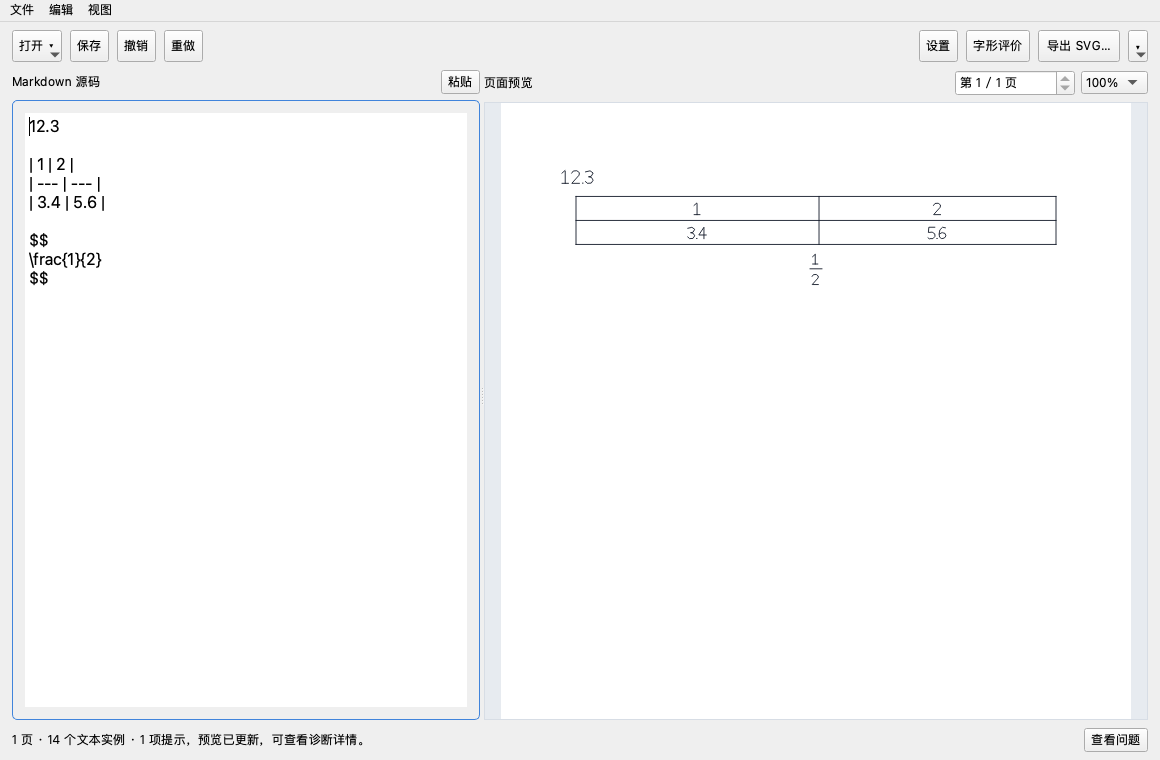 文件 编辑 视图
打开 保存 撤销 重做 设置 字形评价 导出 SVG...
Markdown 源码 粘贴 页面预览 第 1 / 1 页 100%
12.3
| 1 | 2 |
| --- | --- |
| 3.4 | 5.6 |
$$
\frac{1}{2}
$$
12.3
1 2
3.4 5.6
1
2
1 页 · 14 个文本实例 · 1 项提示，预览已更新，可查看诊断详情。 查看问题